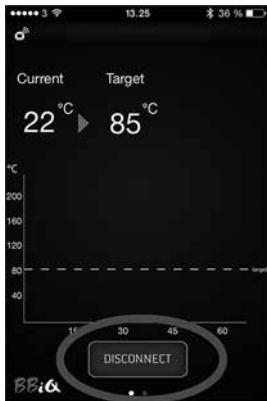 3 13.25 36 %
Current Target
22 °C 85 °C
°C
200
160
120
80 target
40
15 30 45 60
DISCONNECT
BBiQ